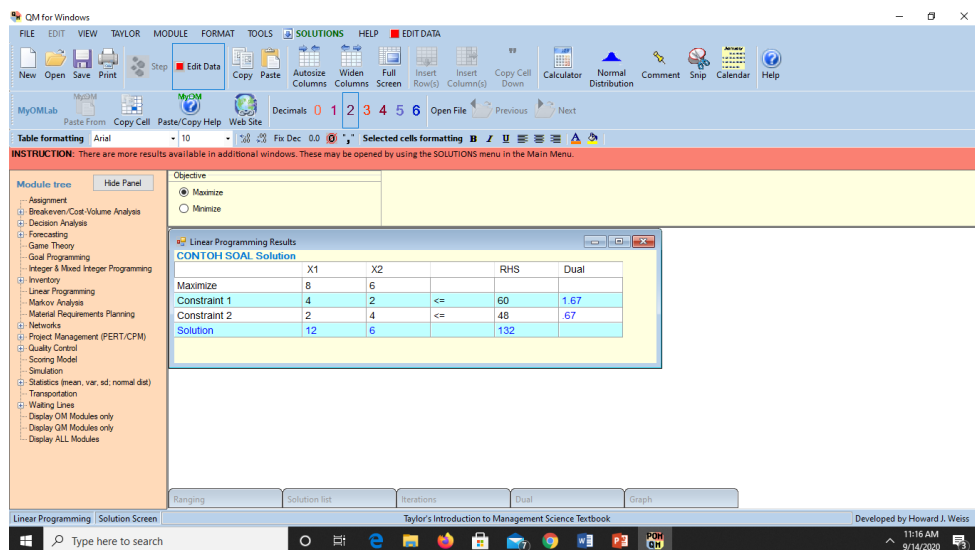 QM for Windows
FILE EDIT VIEW TAYLOR MODULE FORMAT TOOLS SOLUTIONS HELP EDIT DATA
New Open Save Print Step Edit Data Copy Paste Autosize Columns Widen Columns Full Screen Insert Row(s) Insert Column(s) Copy Cell Down Calculator Normal Distribution Comment Snip Calendar Help
MyOMLab Paste From Copy Cell Paste/Copy Help Web Site Decimals 0 1 2 3 4 5 6 Open File Previous Next
Table formatting Arial 10 Fix Dec 0.0 Selected cells formatting B I U
INSTRUCTION: There are more results available in additional windows. These may be opened by using the SOLUTIONS menu in the Main Menu.
Module tree Hide Panel
Assignment
Breakeven/Cost-Volume Analysis
Decision Analysis
Forecasting
Game Theory
Goal Programming
Integer & Mixed Integer Programming
Inventory
Linear Programming
Markov Analysis
Material Requirements Planning
Networks
Project Management (PERT/CPM)
Quality Control
Scoring Model
Simulation
Statistics (mean, var, sd; normal dist)
Transportation
Waiting Lines
Display OM Modules only
Display QM Modules only
Display ALL Modules
Objective
Maximize
Minimize
Linear Programming Results
CONTOH SOAL Solution
X1 X2 RHS Dual
Maximize 8 6
Constraint 1 4 2 <= 60 1.67
Constraint 2 2 4 <= 48 .67
Solution 12 6 132
Ranging Solution list Iterations Dual Graph
Linear Programming Solution Screen Taylor's Introduction to Management Science Textbook Developed by Howard J. Weiss
Type here to search
POM QM
11:16 AM
9/14/2020